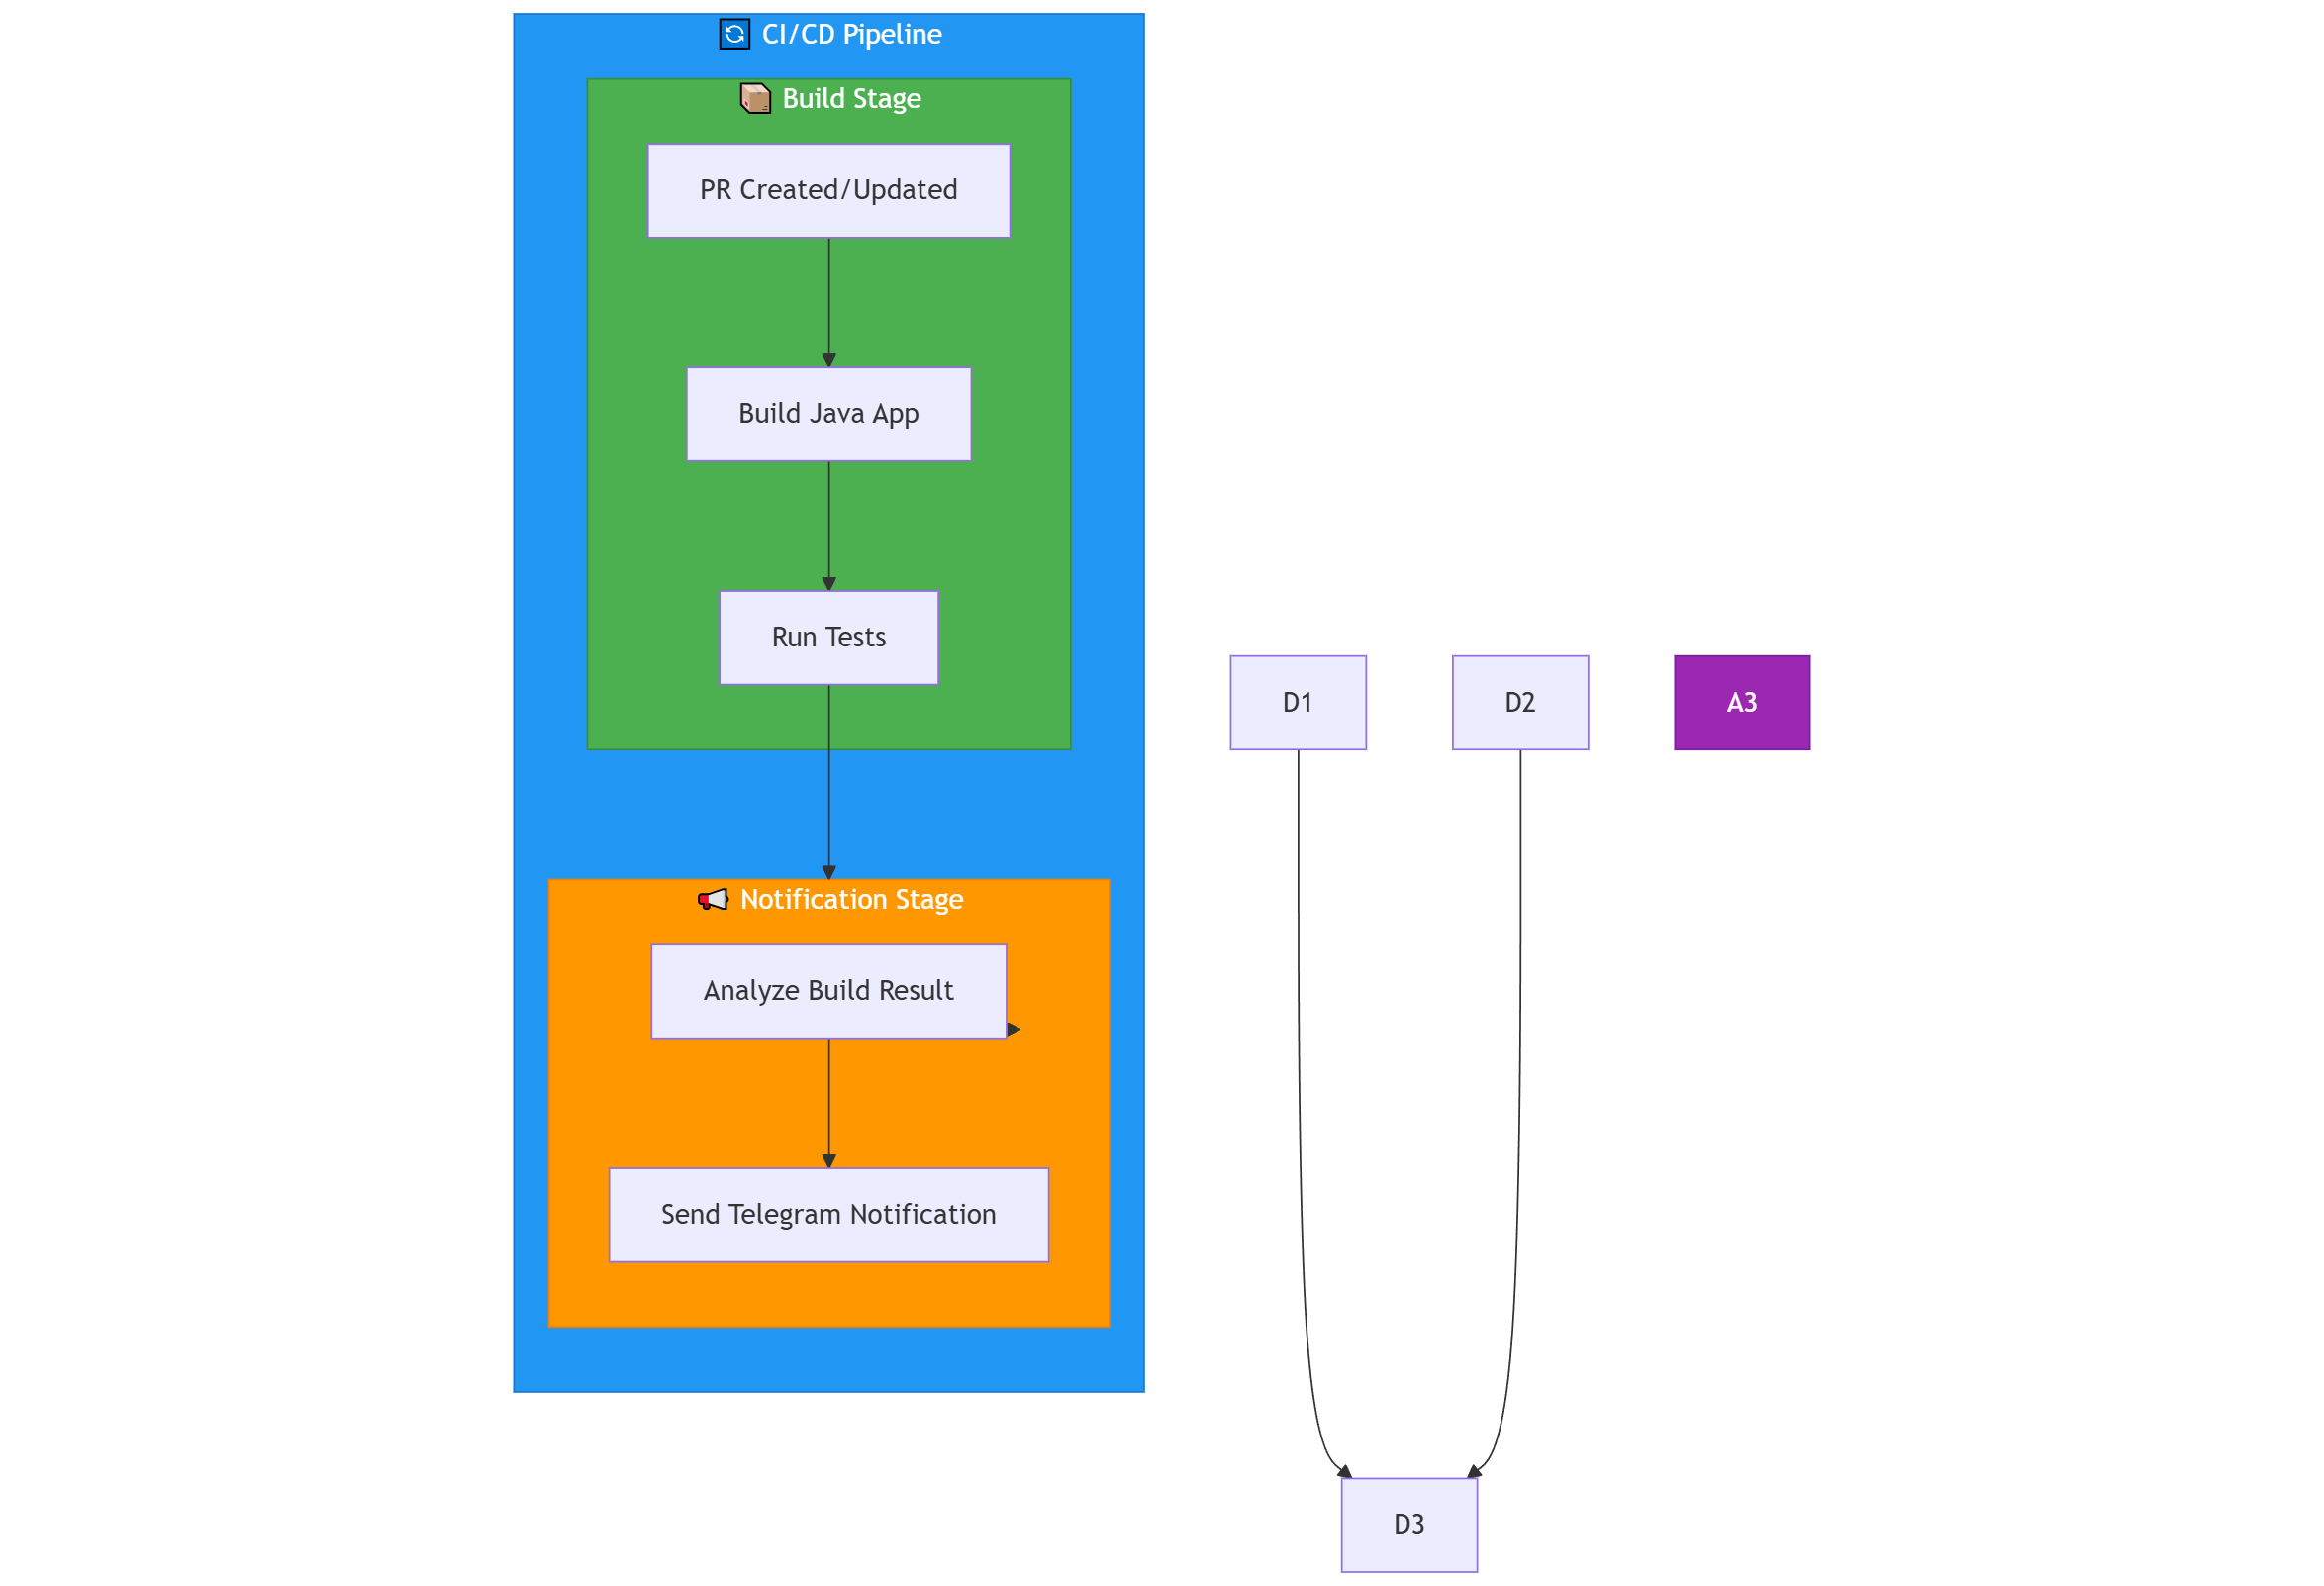 CI/CD Pipeline
Build Stage
PR Created/Updated
Build Java App
Run Tests
D1
D2
A3
Notification Stage
Analyze Build Result
Send Telegram Notification
D3